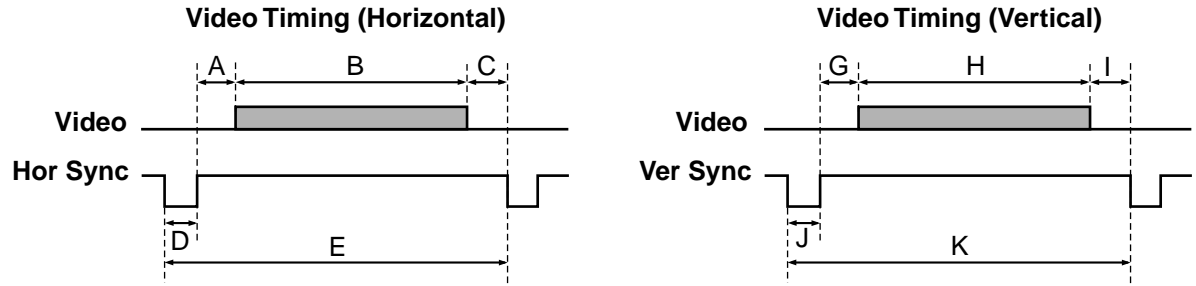 Video Timing (Horizontal)
A B C
Video
Hor Sync
D
E
Video Timing (Vertical)
G H I
Video
Ver Sync
J
K